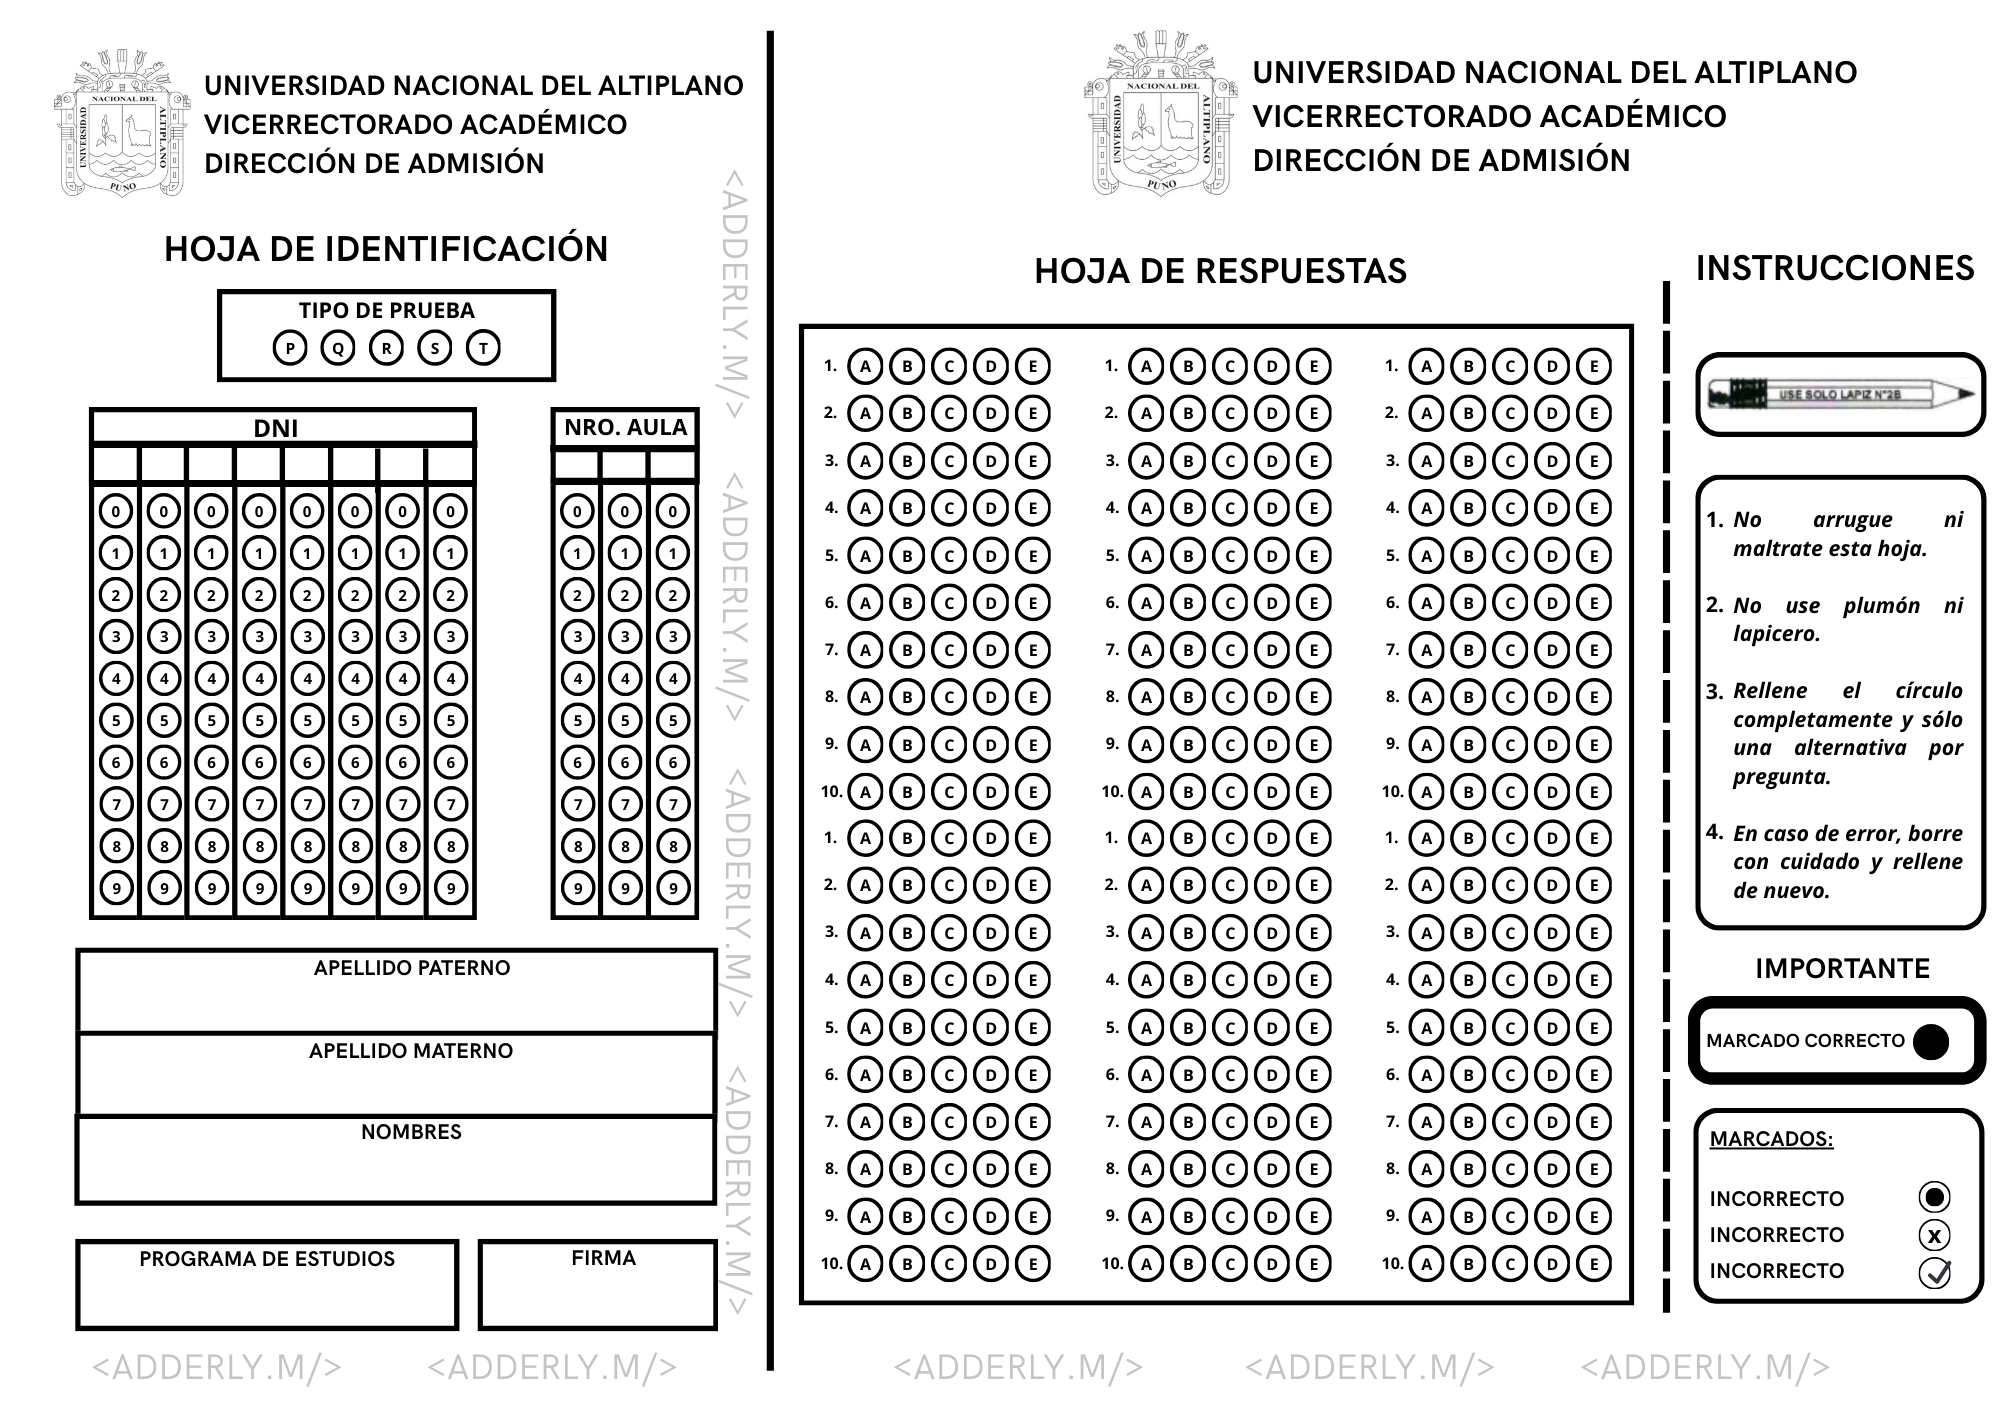 UNIVERSIDAD NACIONAL DEL ALTIPLANO
VICERRECTORADO ACADÉMICO
DIRECCIÓN DE ADMISIÓN
UNIVERSIDAD NACIONAL DEL ALTIPLANO PUNO
HOJA DE IDENTIFICACIÓN
TIPO DE PRUEBA
P Q R S T
DNI
0 0 0 0 0 0 0 0
1 1 1 1 1 1 1 1
2 2 2 2 2 2 2 2
3 3 3 3 3 3 3 3
4 4 4 4 4 4 4 4
5 5 5 5 5 5 5 5
6 6 6 6 6 6 6 6
7 7 7 7 7 7 7 7
8 8 8 8 8 8 8 8
9 9 9 9 9 9 9 9
NRO. AULA
0 0 0
1 1 1
2 2 2
3 3 3
4 4 4
5 5 5
6 6 6
7 7 7
8 8 8
9 9 9
APELLIDO PATERNO
APELLIDO MATERNO
NOMBRES
PROGRAMA DE ESTUDIOS
FIRMA
<ADDERLY.M/>
<ADDERLY.M/>
<ADDERLY.M/>
<ADDERLY.M/>
<ADDERLY.M/> <ADDERLY.M/>
UNIVERSIDAD NACIONAL DEL ALTIPLANO
VICERRECTORADO ACADÉMICO
DIRECCIÓN DE ADMISIÓN
UNIVERSIDAD NACIONAL DEL ALTIPLANO PUNO
HOJA DE RESPUESTAS
1. A B C D E 1. A B C D E 1. A B C D E
2. A B C D E 2. A B C D E 2. A B C D E
3. A B C D E 3. A B C D E 3. A B C D E
4. A B C D E 4. A B C D E 4. A B C D E
5. A B C D E 5. A B C D E 5. A B C D E
6. A B C D E 6. A B C D E 6. A B C D E
7. A B C D E 7. A B C D E 7. A B C D E
8. A B C D E 8. A B C D E 8. A B C D E
9. A B C D E 9. A B C D E 9. A B C D E
10. A B C D E 10. A B C D E 10. A B C D E
1. A B C D E 1. A B C D E 1. A B C D E
2. A B C D E 2. A B C D E 2. A B C D E
3. A B C D E 3. A B C D E 3. A B C D E
4. A B C D E 4. A B C D E 4. A B C D E
5. A B C D E 5. A B C D E 5. A B C D E
6. A B C D E 6. A B C D E 6. A B C D E
7. A B C D E 7. A B C D E 7. A B C D E
8. A B C D E 8. A B C D E 8. A B C D E
9. A B C D E 9. A B C D E 9. A B C D E
10. A B C D E 10. A B C D E 10. A B C D E
INSTRUCCIONES
USE SOLO LAPIZ N°2B
1. No arrugue ni
maltrate esta hoja.
2. No use plumón ni
lapicero.
3. Rellene el círculo
completamente y sólo
una alternativa por
pregunta.
4. En caso de error, borre
con cuidado y rellene
de nuevo.
IMPORTANTE
MARCADO CORRECTO
MARCADOS:
INCORRECTO
INCORRECTO x
INCORRECTO
<ADDERLY.M/> <ADDERLY.M/> <ADDERLY.M/>